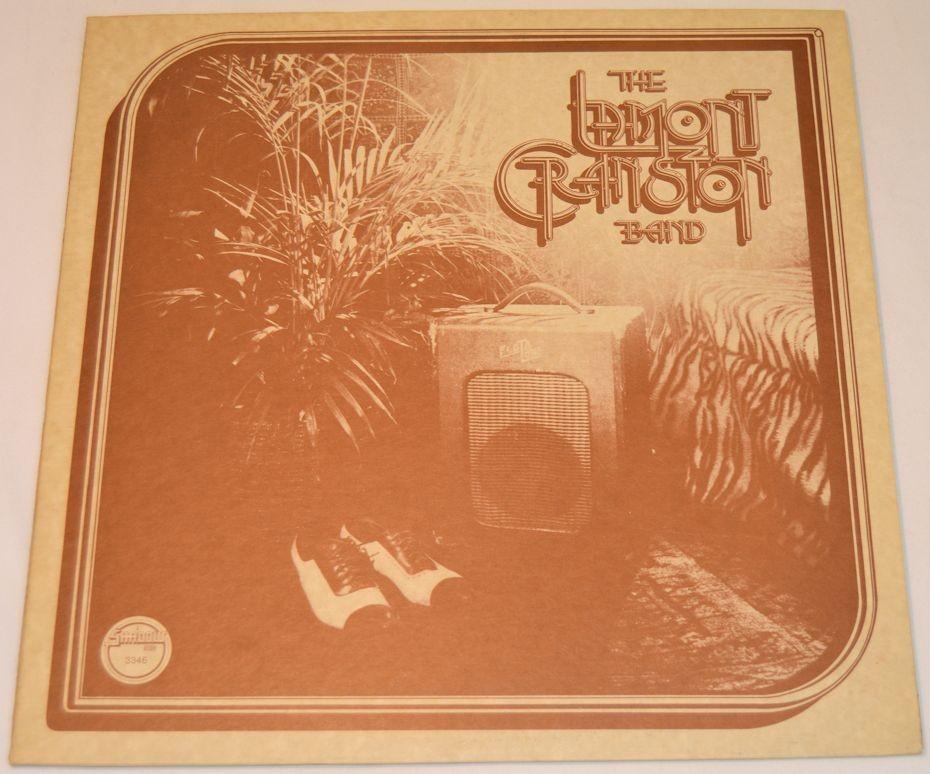 THE
LAMONT
CRANSTON
BAND
3346